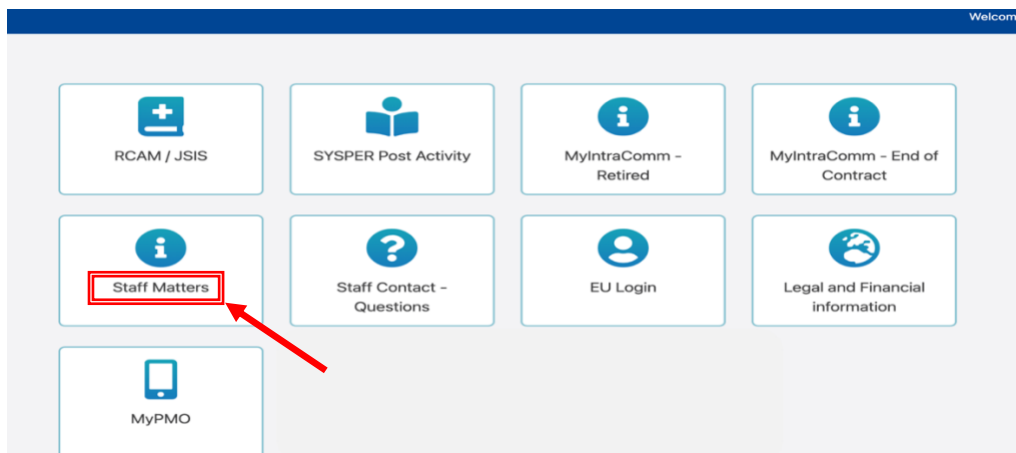 Welcom
RCAM / JSIS
SYSPER Post Activity
MyIntraComm -
Retired
MyIntraComm - End of
Contract
Staff Matters
Staff Contact -
Questions
EU Login
Legal and Financial
information
MyPMO